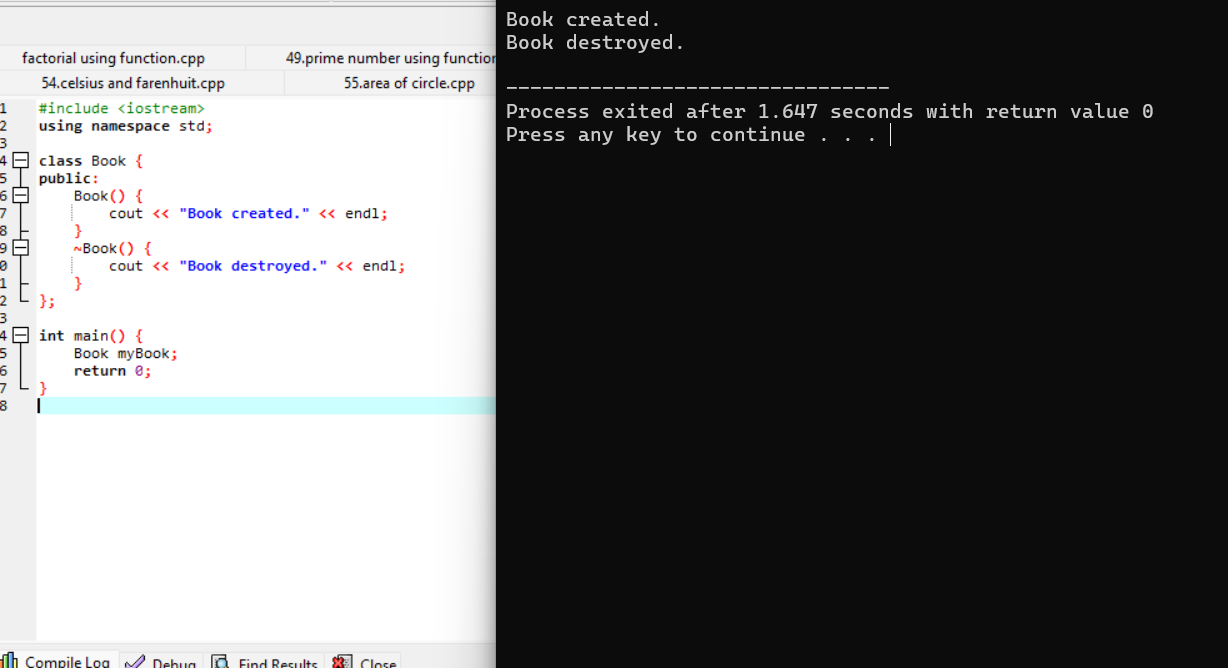 factorial using function.cpp
49.prime number using function
54.celsius and farenhuit.cpp
55.area of circle.cpp
1 #include <iostream>
2 using namespace std;
3
4 class Book {
5 public:
6 Book() {
7 cout << "Book created." << endl;
8 }
9 ~Book() {
0 cout << "Book destroyed." << endl;
1 }
2 };
3
4 int main() {
5 Book myBook;
6 return 0;
7 }
8
Compile Log Debug Find Results Close
Book created.
Book destroyed.
--------------------------------
Process exited after 1.647 seconds with return value 0
Press any key to continue . . .